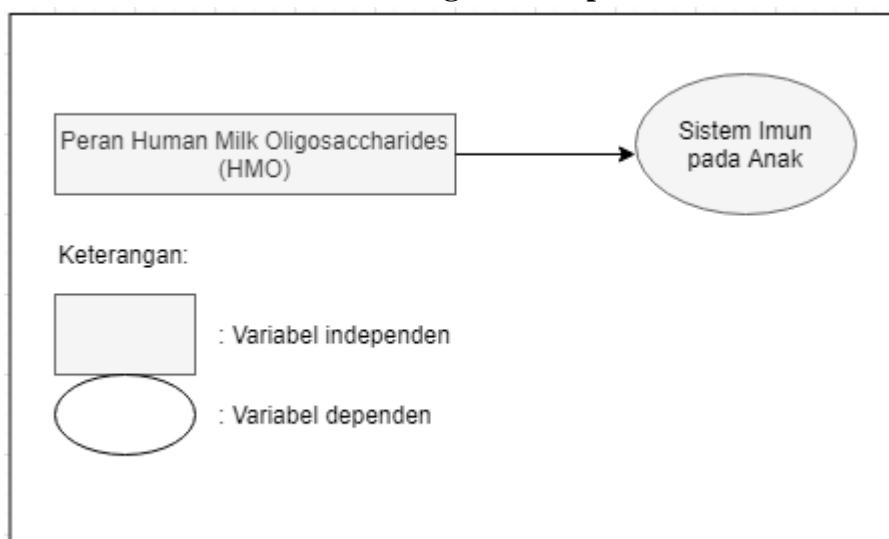 Peran Human Milk Oligosaccharides
(HMO)
Sistem Imun
pada Anak
Keterangan:
: Variabel independen
: Variabel dependen